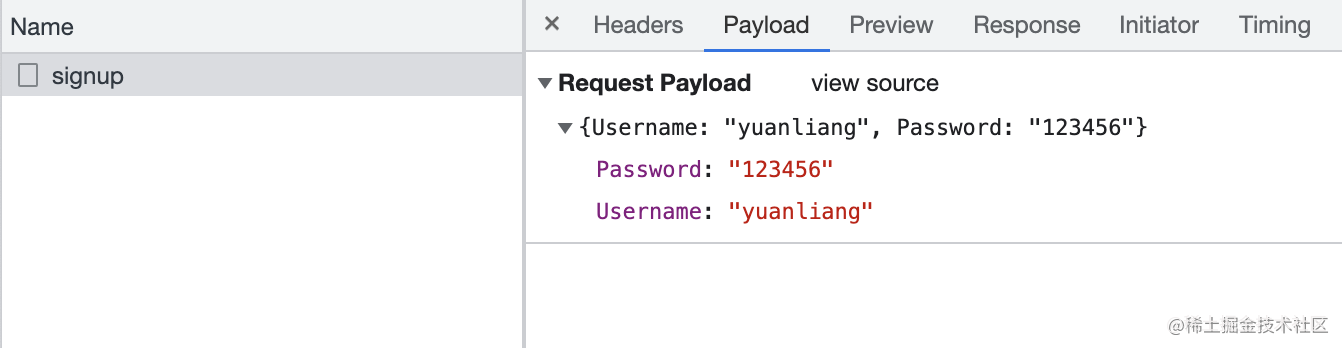 Name
signup
× Headers Payload Preview Response Initiator Timing
▼ Request Payload view source
▼ {Username: "yuanliang", Password: "123456"}
Password: "123456"
Username: "yuanliang"
@稀土掘金技术社区